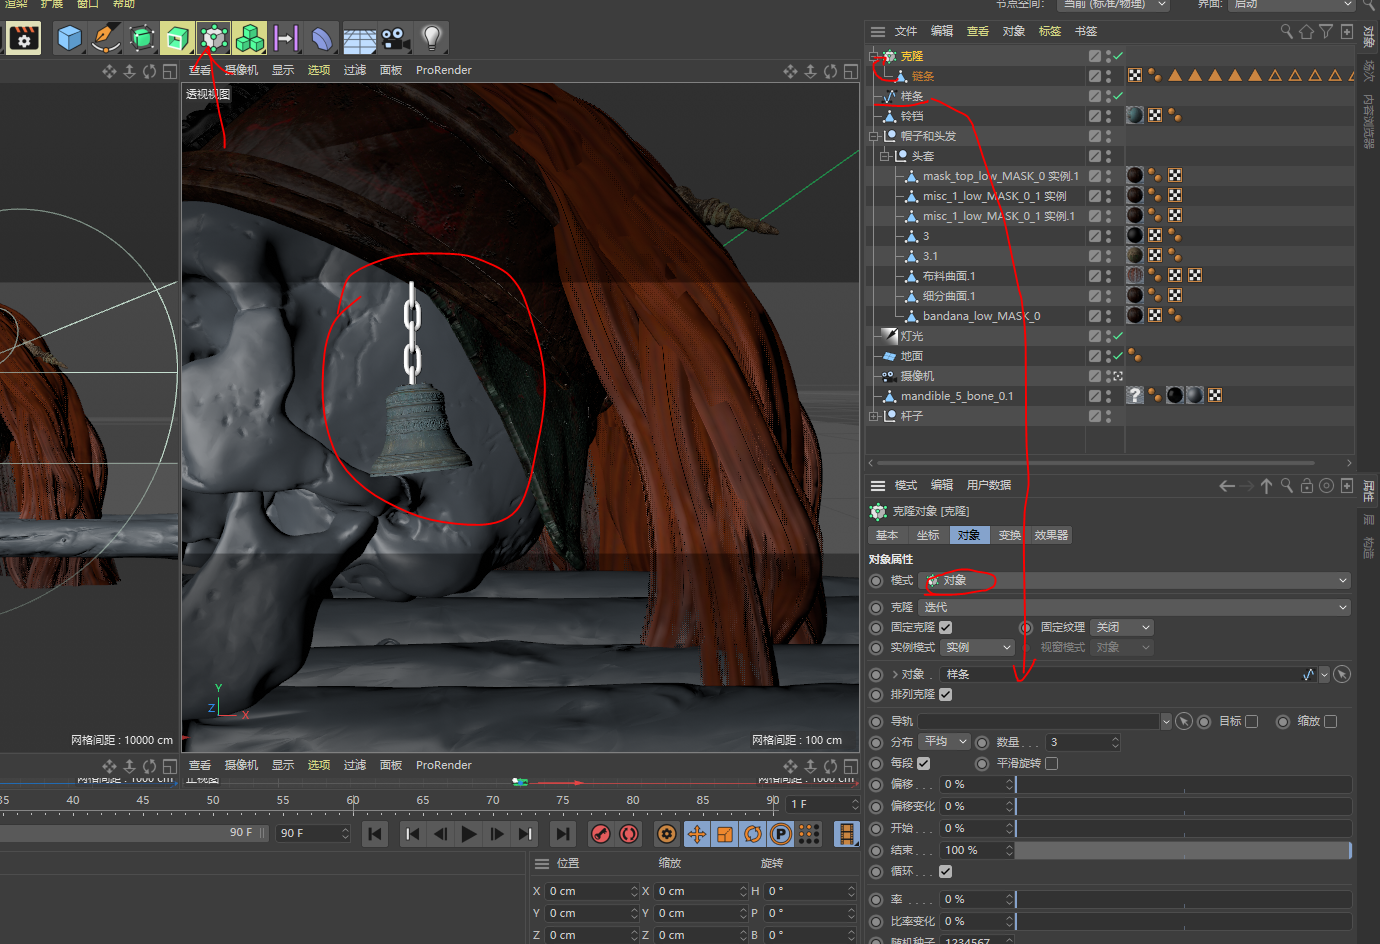 渲染 扩展 窗口 帮助
节点空间: 当前 (标准/物理) 界面: 启动
文件 编辑 查看 对象 标签 书签
对象
场次
内容浏览器
查看 摄像机 显示 选项 过滤 面板 ProRender
透视视图
克隆
链条
样条
铃铛
帽子和头发
头套
mask_top_low_MASK_0 实例.1
misc_1_low_MASK_0_1 实例
misc_1_low_MASK_0_1 实例.1
3
3.1
布料曲面.1
细分曲面.1
bandana_low_MASK_0
灯光
地面
摄像机
mandible_5_bone_0.1
?
杆子
模式 编辑 用户数据
属性
层
构造
克隆对象 [克隆]
基本 坐标 对象 变换 效果器
对象属性
模式 对象
克隆 迭代
固定克隆 固定纹理 关闭
实例模式 实例 视窗模式 对象
对象 . 样条
排列克隆
导轨 目标 缩放
分布 平均 数量 . . . 3
每段 平滑旋转
偏移 . . . 0 %
偏移变化 0 %
开始 . . . 0 %
结束 . . . 100 %
循环 . . .
率 . . . . 0 %
比率变化 0 %
随机种子 1234567
Y
Z X
网格间距 : 10000 cm
网格间距 : 100 cm
查看 摄像机 显示 选项 过滤 面板 ProRender
网格间距 : 1000 cm 正视图 网格间距 : 1000 cm
35 40 45 50 55 60 65 70 75 80 85 90 1 F
90 F 90 F
P
位置 缩放 旋转
X 0 cm X 0 cm H 0 °
Y 0 cm Y 0 cm P 0 °
Z 0 cm Z 0 cm B 0 °